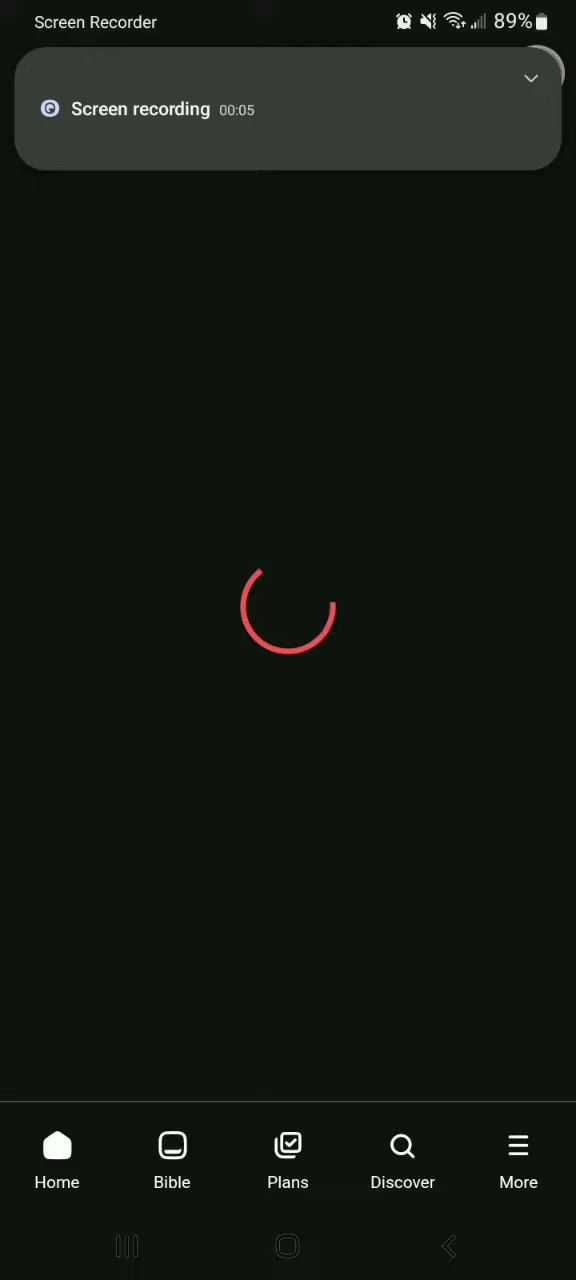 Screen Recorder
89%
Screen recording 00:05
Home
Bible
Plans
Discover
More